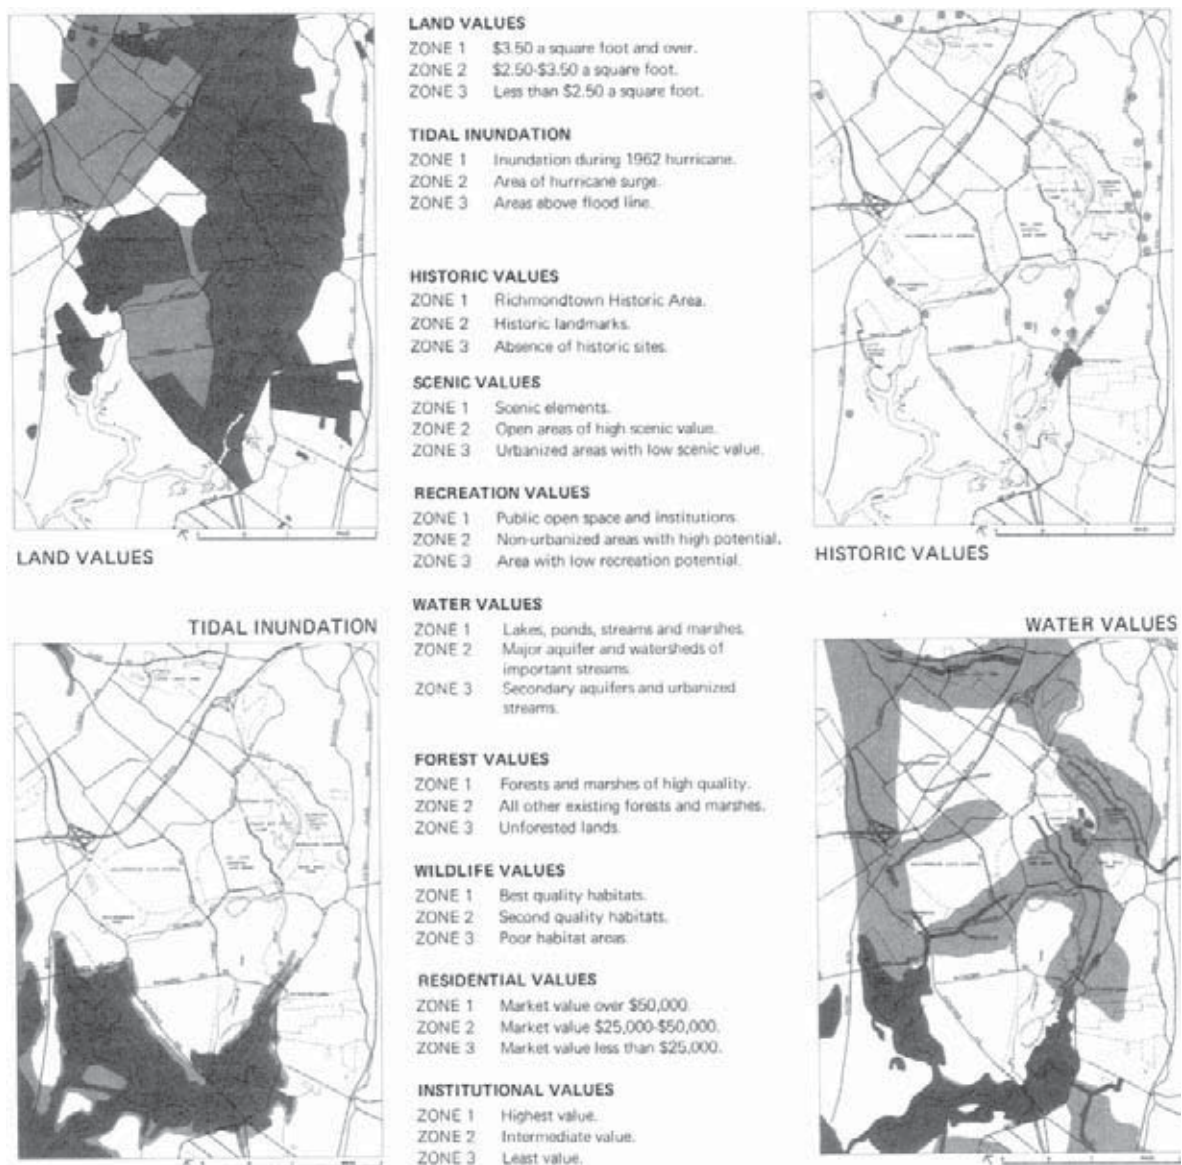 LAND VALUES
ZONE 1 $3.50 a square foot and over.
ZONE 2 $2.50-$3.50 a square foot.
ZONE 3 Less than $2.50 a square foot.
TIDAL INUNDATION
ZONE 1 Inundation during 1962 hurricane.
ZONE 2 Area of hurricane surge.
ZONE 3 Areas above flood line.
HISTORIC VALUES
ZONE 1 Richmondtown Historic Area.
ZONE 2 Historic landmarks.
ZONE 3 Absence of historic sites.
SCENIC VALUES
ZONE 1 Scenic elements.
ZONE 2 Open areas of high scenic value.
ZONE 3 Urbanized areas with low scenic value.
RECREATION VALUES
ZONE 1 Public open space and institutions.
ZONE 2 Non-urbanized areas with high potential.
ZONE 3 Area with low recreation potential.
WATER VALUES
ZONE 1 Lakes, ponds, streams and marshes.
ZONE 2 Major aquifer and watersheds of
important streams.
ZONE 3 Secondary aquifers and urbanized
streams.
FOREST VALUES
ZONE 1 Forests and marshes of high quality.
ZONE 2 All other existing forests and marshes.
ZONE 3 Unforested lands.
WILDLIFE VALUES
ZONE 1 Best quality habitats.
ZONE 2 Second quality habitats.
ZONE 3 Poor habitat areas.
RESIDENTIAL VALUES
ZONE 1 Market value over $50,000.
ZONE 2 Market value $25,000-$50,000.
ZONE 3 Market value less than $25,000.
INSTITUTIONAL VALUES
ZONE 1 Highest value.
ZONE 2 Intermediate value.
ZONE 3 Least value.
LAND VALUES
HISTORIC VALUES
TIDAL INUNDATION
WATER VALUES